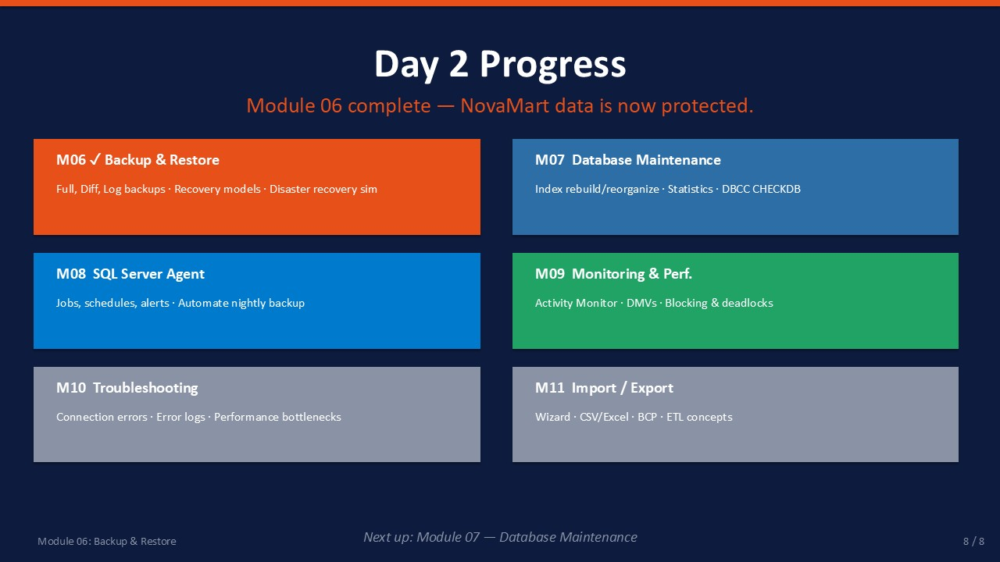 Day 2 Progress
Module 06 complete — NovaMart data is now protected.
M06 ✓ Backup & Restore
Full, Diff, Log backups · Recovery models · Disaster recovery sim
M07  Database Maintenance
Index rebuild/reorganize · Statistics · DBCC CHECKDB
M08  SQL Server Agent
Jobs, schedules, alerts · Automate nightly backup
M09  Monitoring & Perf.
Activity Monitor · DMVs · Blocking & deadlocks
M10  Troubleshooting
Connection errors · Error logs · Performance bottlenecks
M11  Import / Export
Wizard · CSV/Excel · BCP · ETL concepts
Next up: Module 07 — Database Maintenance
Module 06: Backup & Restore
8 / 8